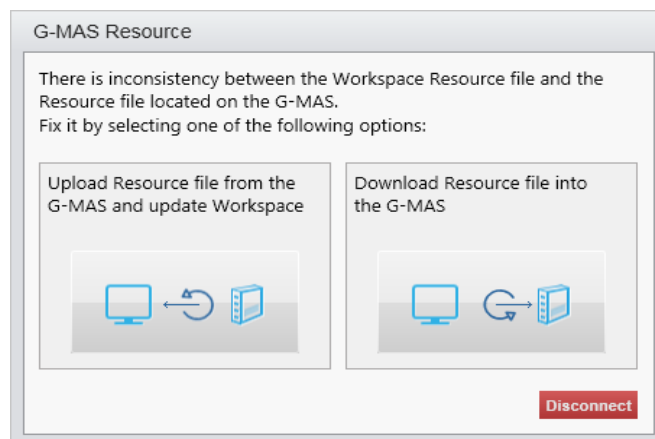 G-MAS Resource
There is inconsistency between the Workspace Resource file and the
Resource file located on the G-MAS.
Fix it by selecting one of the following options:
Upload Resource file from the
G-MAS and update Workspace
Download Resource file into
the G-MAS
Disconnect